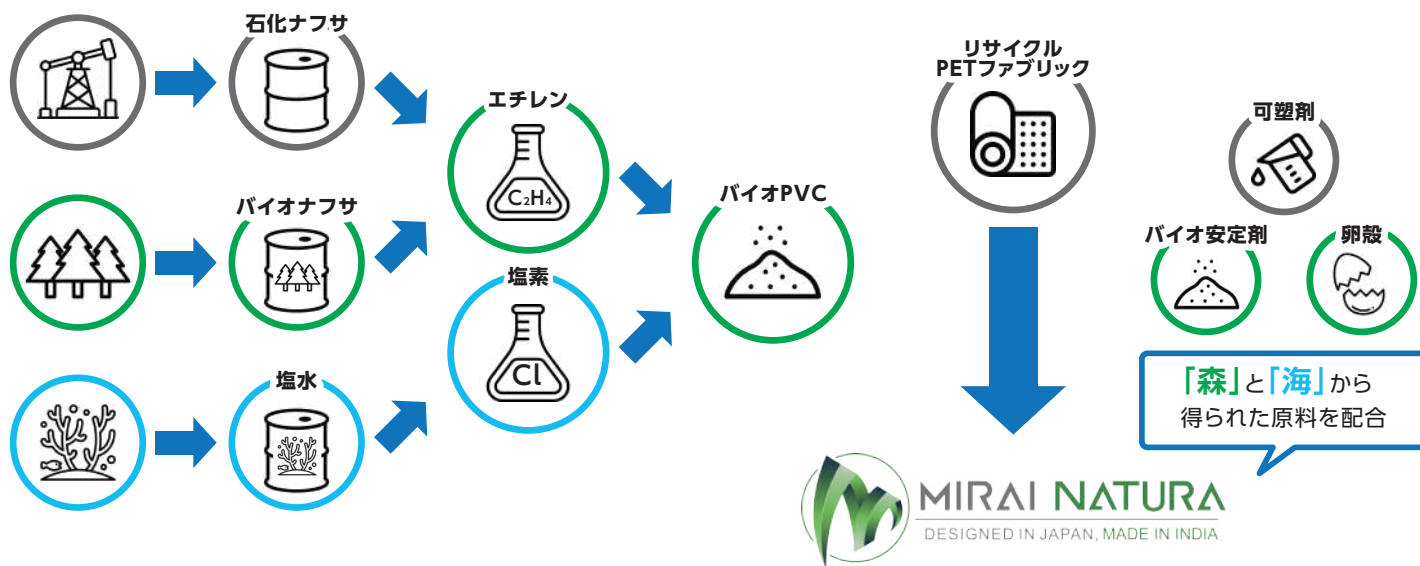 石化ナフサ
エチレン
C₂H₄
バイオナフサ
塩素
Cl
塩水
バイオPVC
リサイクル
PETファブリック
可塑剤
バイオ安定剤
卵殻
「森」と「海」から
得られた原料を配合
MIRAI NATURA
DESIGNED IN JAPAN, MADE IN INDIA